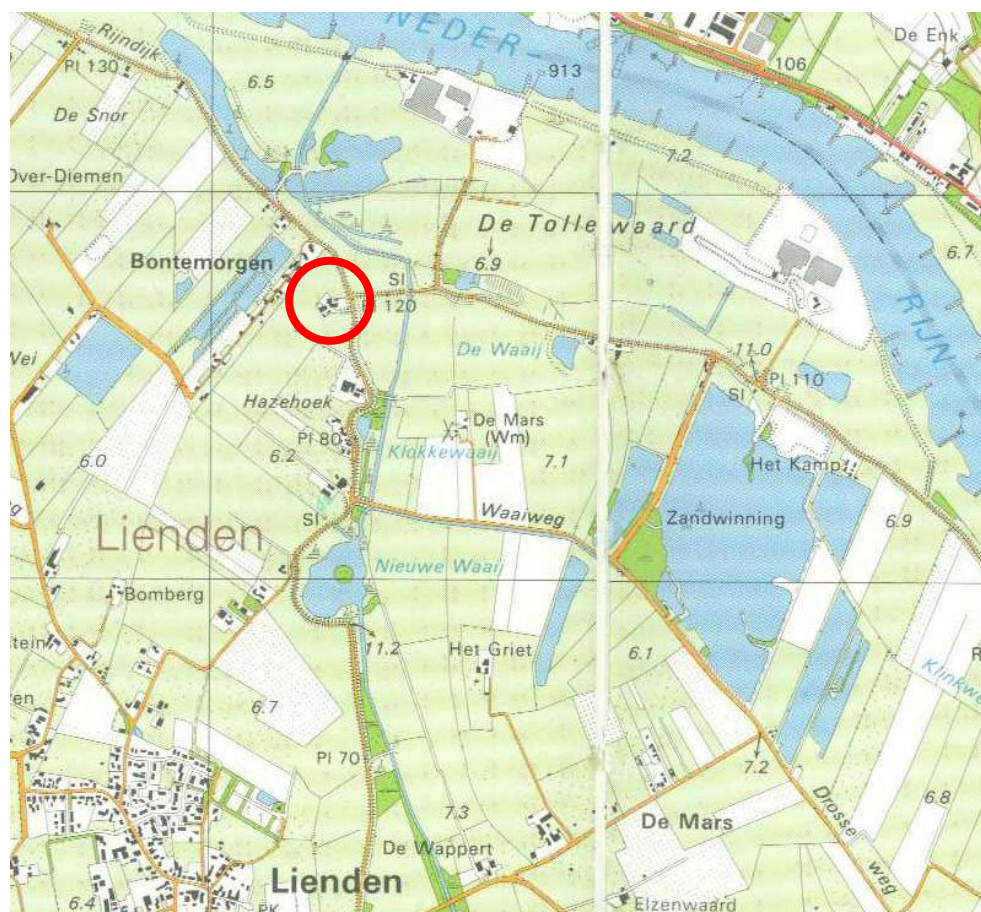 NEDER-
De Enk
Rijndijk
Pl 130
6.5
913
106
De Snor
7.2
Over-Diemen
De Tollewaard
6.9
6.7
Bontemorgen
Sl
120
RIJN
De Waaij
11.0
Pl 110
Sl
Wei
Hazehoek
De Mars
(Wm)
Pl 80
Klokkewaaij
6.0
6.2
7.1
Het Kamp
Sl
Waaiweg
Zandwinning
6.9
Lienden
Nieuwe Waaij
Bomberg
11.2
Het Griet
6.1
6.7
Pl 70
7.2
7.3
Drosseweg
6.8
De Mars
De Wappert
Lienden
6.4
Elzenwaard